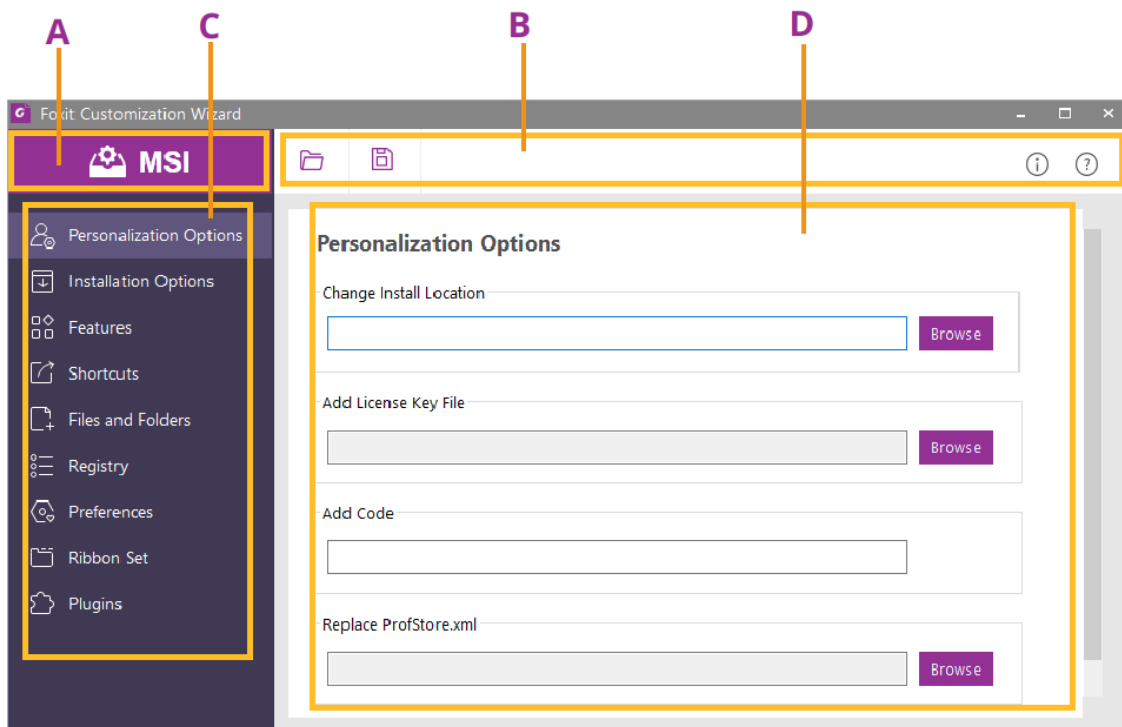 A
C
B
D
Foxit Customization Wizard
MSI
Personalization Options
Installation Options
Features
Shortcuts
Files and Folders
Registry
Preferences
Ribbon Set
Plugins
Personalization Options
Change Install Location
Browse
Add License Key File
Browse
Add Code
Replace ProfStore.xml
Browse